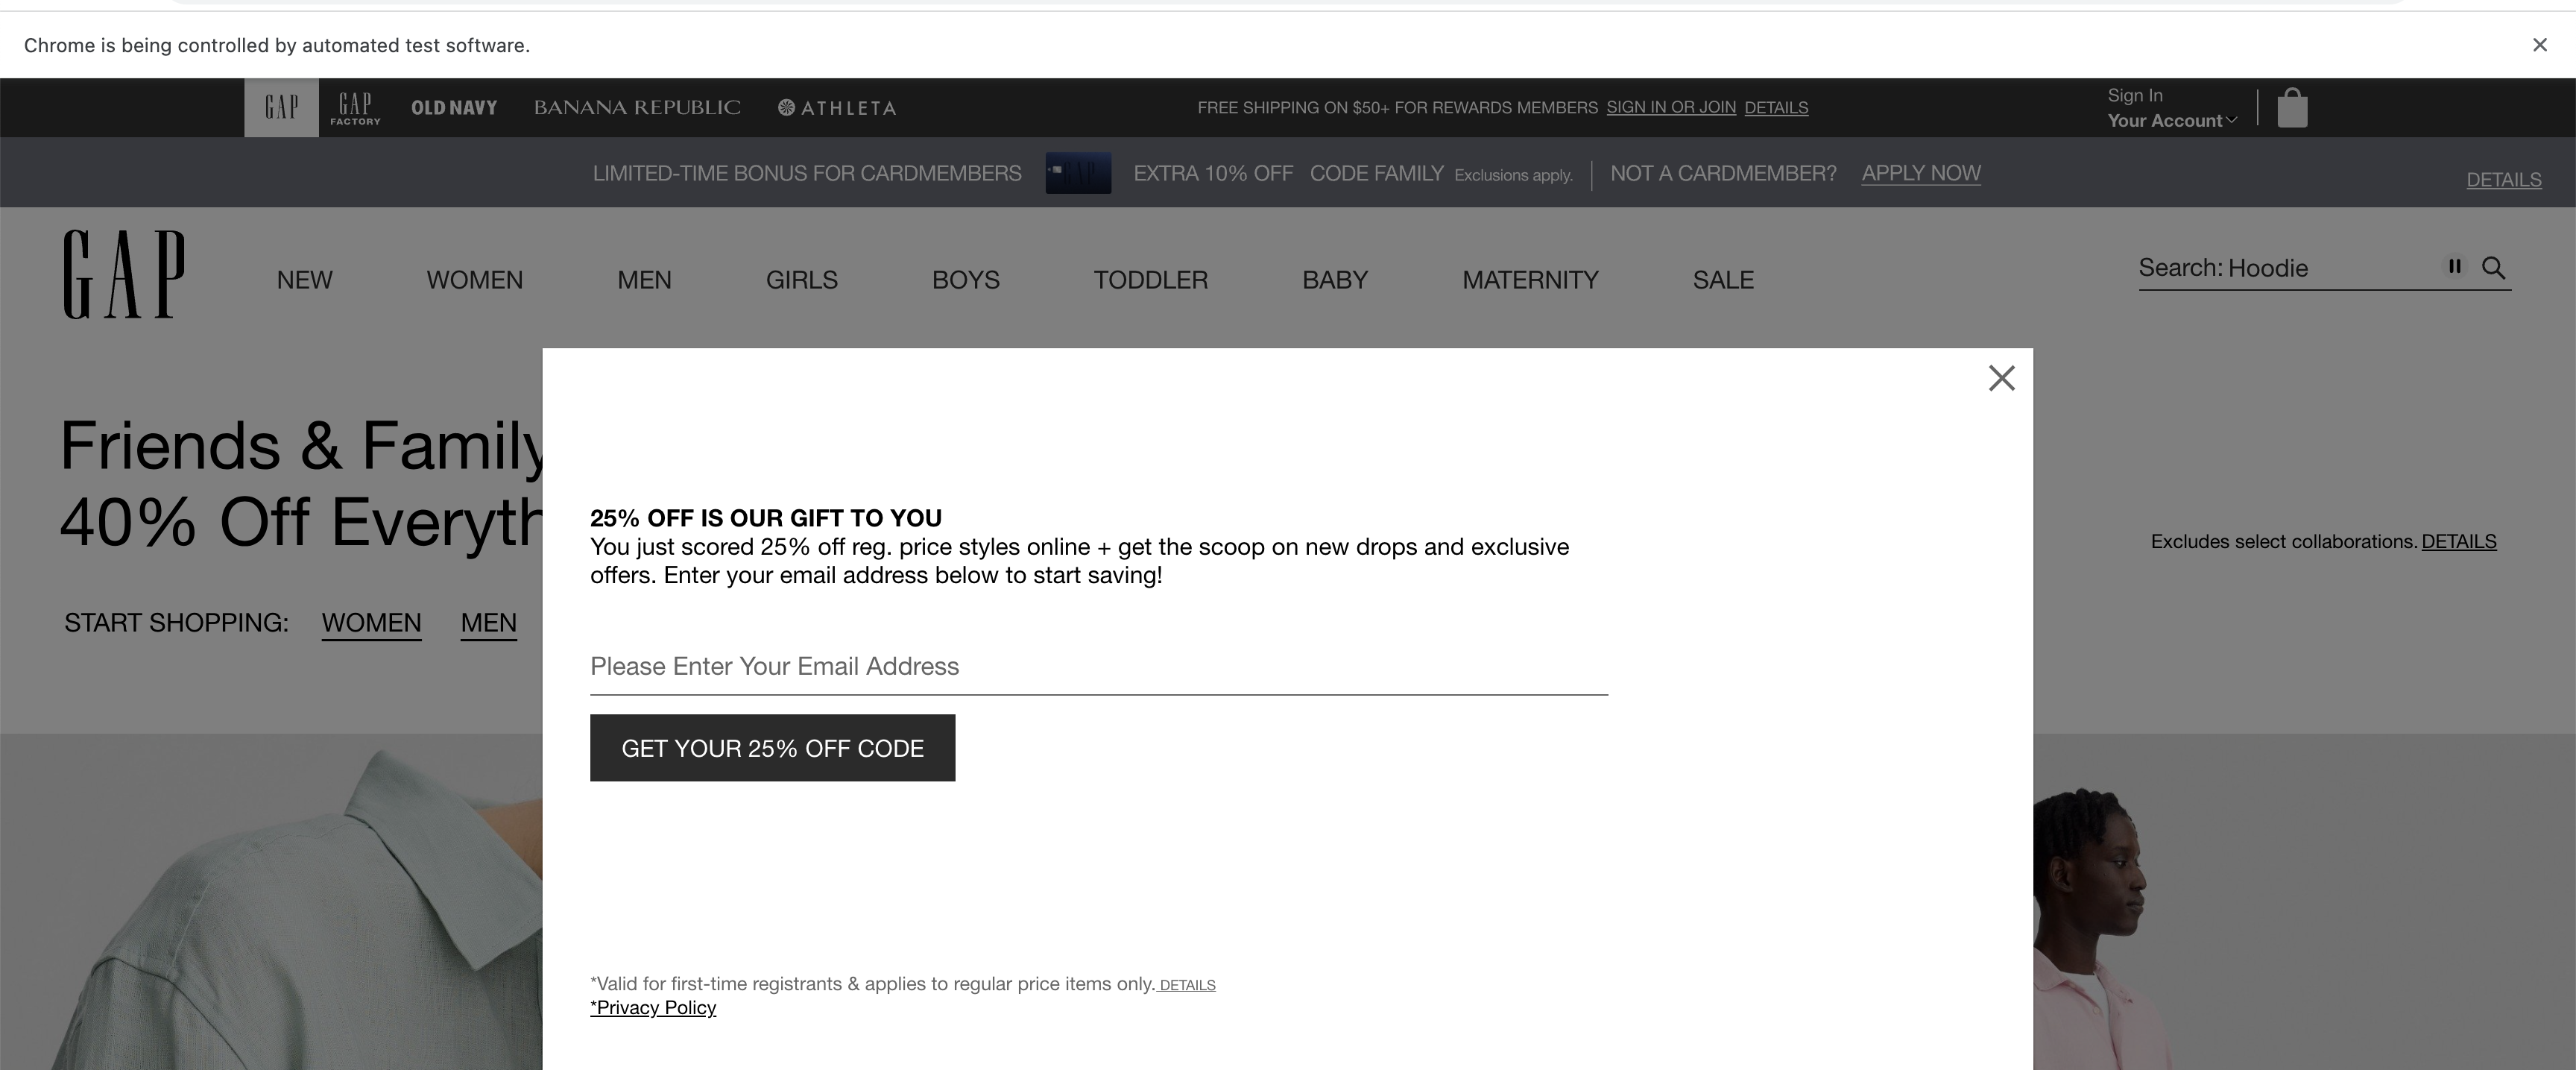 Chrome is being controlled by automated test software.
GAP
GAP FACTORY
OLD NAVY
BANANA REPUBLIC
ATHLETA
FREE SHIPPING ON $50+ FOR REWARDS MEMBERS SIGN IN OR JOIN DETAILS
Sign In
Your Account
LIMITED-TIME BONUS FOR CARDMEMBERS GAP EXTRA 10% OFF CODE FAMILY Exclusions apply. NOT A CARDMEMBER? APPLY NOW
DETAILS
GAP
NEW WOMEN MEN GIRLS BOYS TODDLER BABY MATERNITY SALE
Search: Hoodie
Friends & Family
40% Off Everyth
Excludes select collaborations. DETAILS
START SHOPPING: WOMEN MEN
25% OFF IS OUR GIFT TO YOU
You just scored 25% off reg. price styles online + get the scoop on new drops and exclusive
offers. Enter your email address below to start saving!
Please Enter Your Email Address
GET YOUR 25% OFF CODE
*Valid for first-time registrants & applies to regular price items only. DETAILS
*Privacy Policy